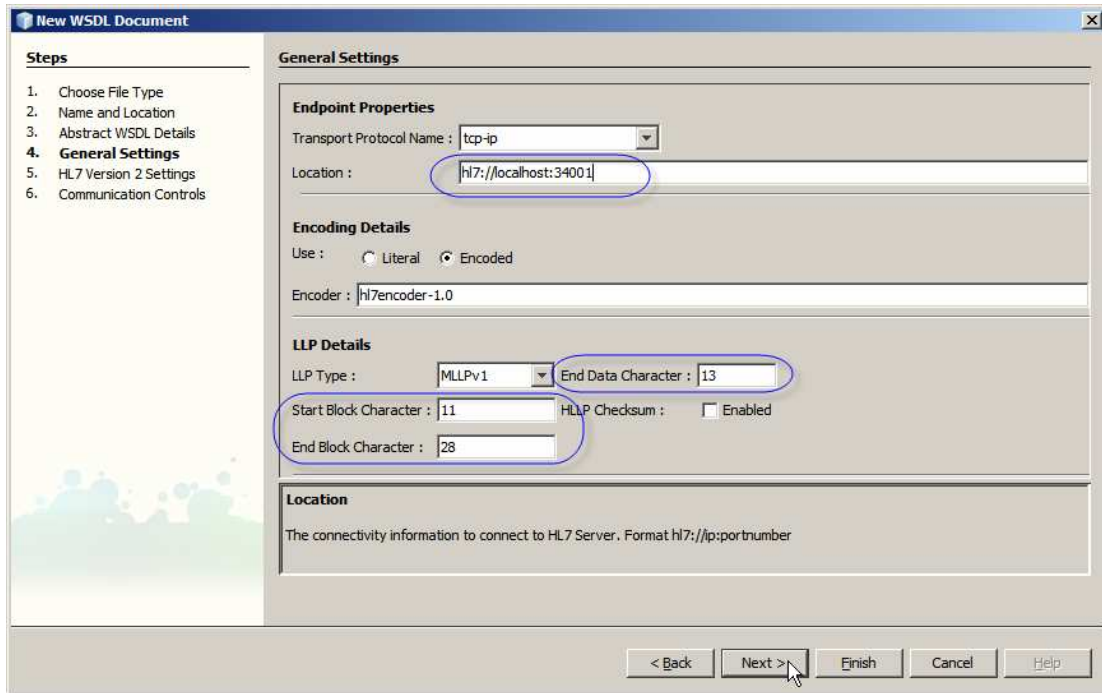 New WSDL Document
Steps
1. Choose File Type
2. Name and Location
3. Abstract WSDL Details
4. General Settings
5. HL7 Version 2 Settings
6. Communication Controls
General Settings
Endpoint Properties
Transport Protocol Name : tcp-ip
Location : hl7://localhost:34001
Encoding Details
Use : Literal Encoded
Encoder : hl7encoder-1.0
LLP Details
LLP Type : MLLPv1 End Data Character : 13
Start Block Character : 11 HLLP Checksum : Enabled
End Block Character : 28
Location
The connectivity information to connect to HL7 Server. Format hl7://ip:portnumber
< Back Next > Finish Cancel Help